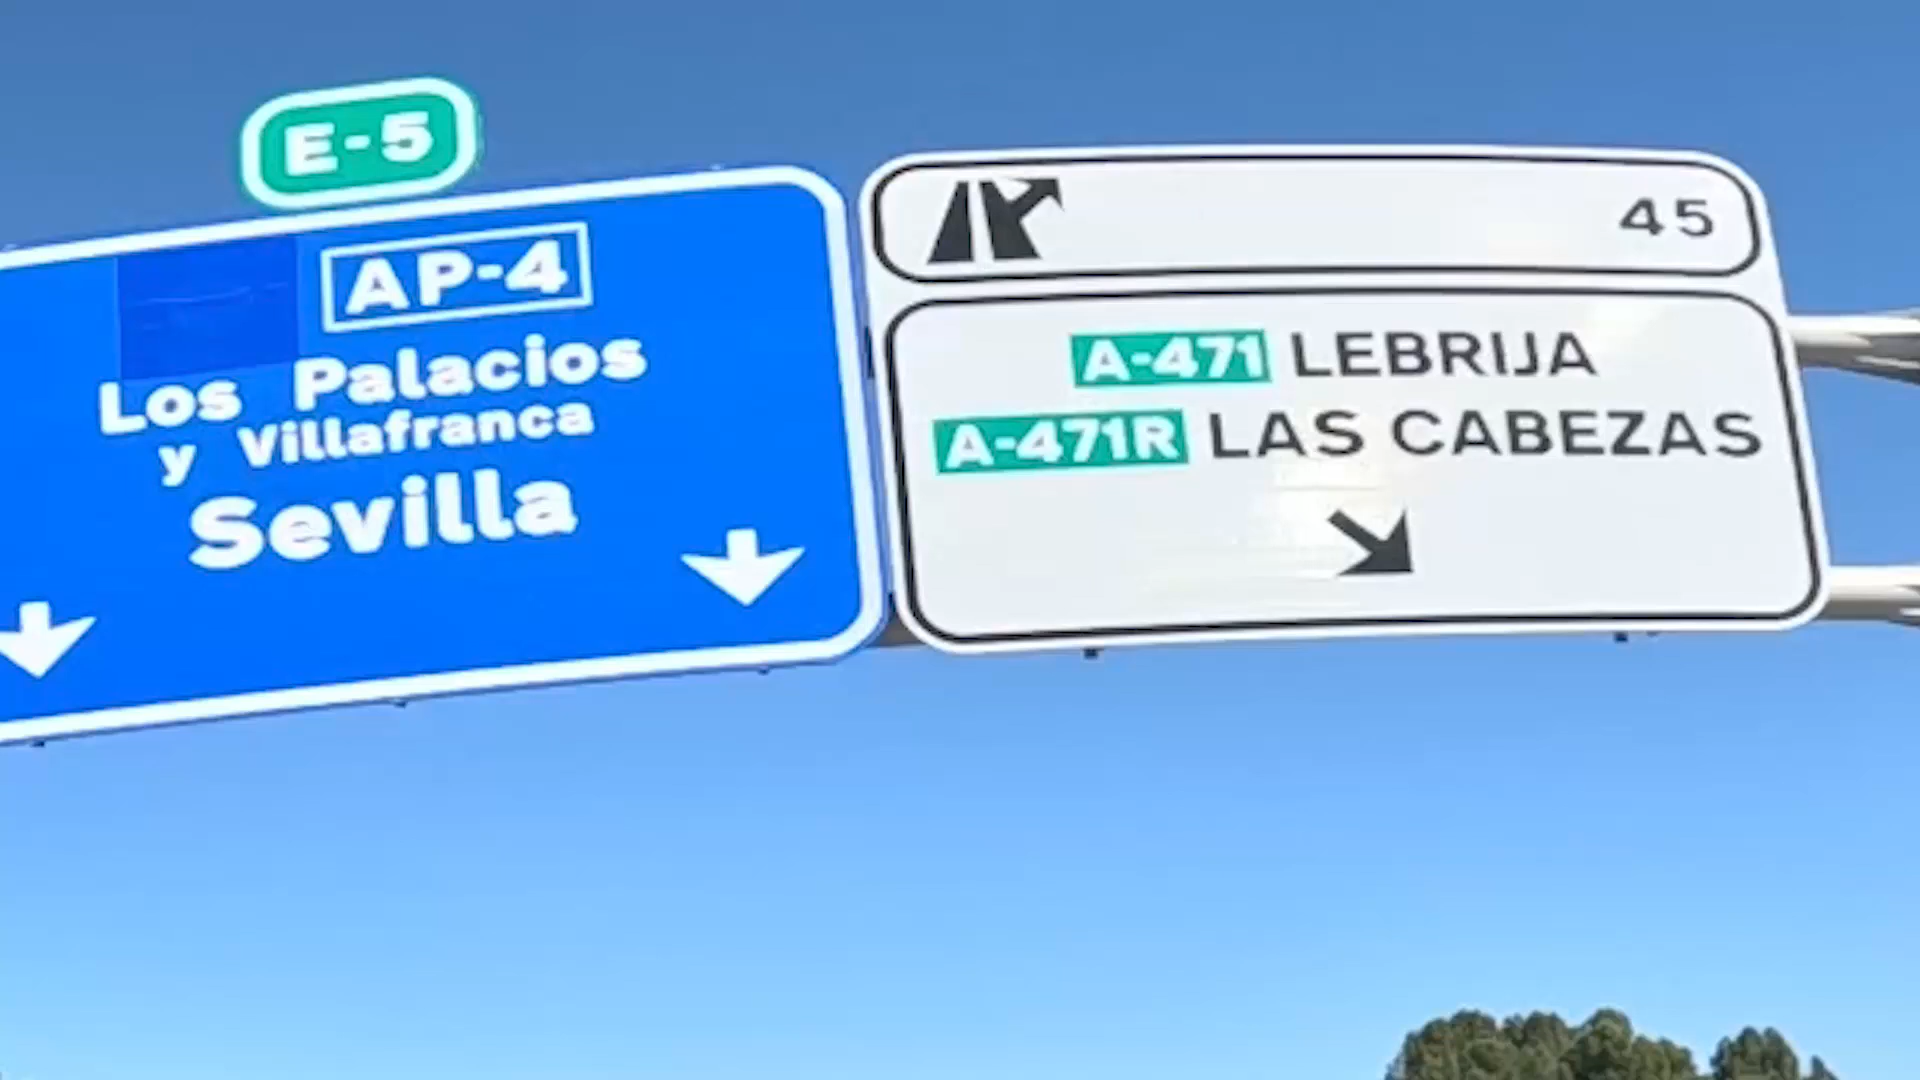 E-5
AP-4
Los Palacios
y Villafranca
Sevilla
45
A-471 LEBRIJA
A-471R LAS CABEZAS